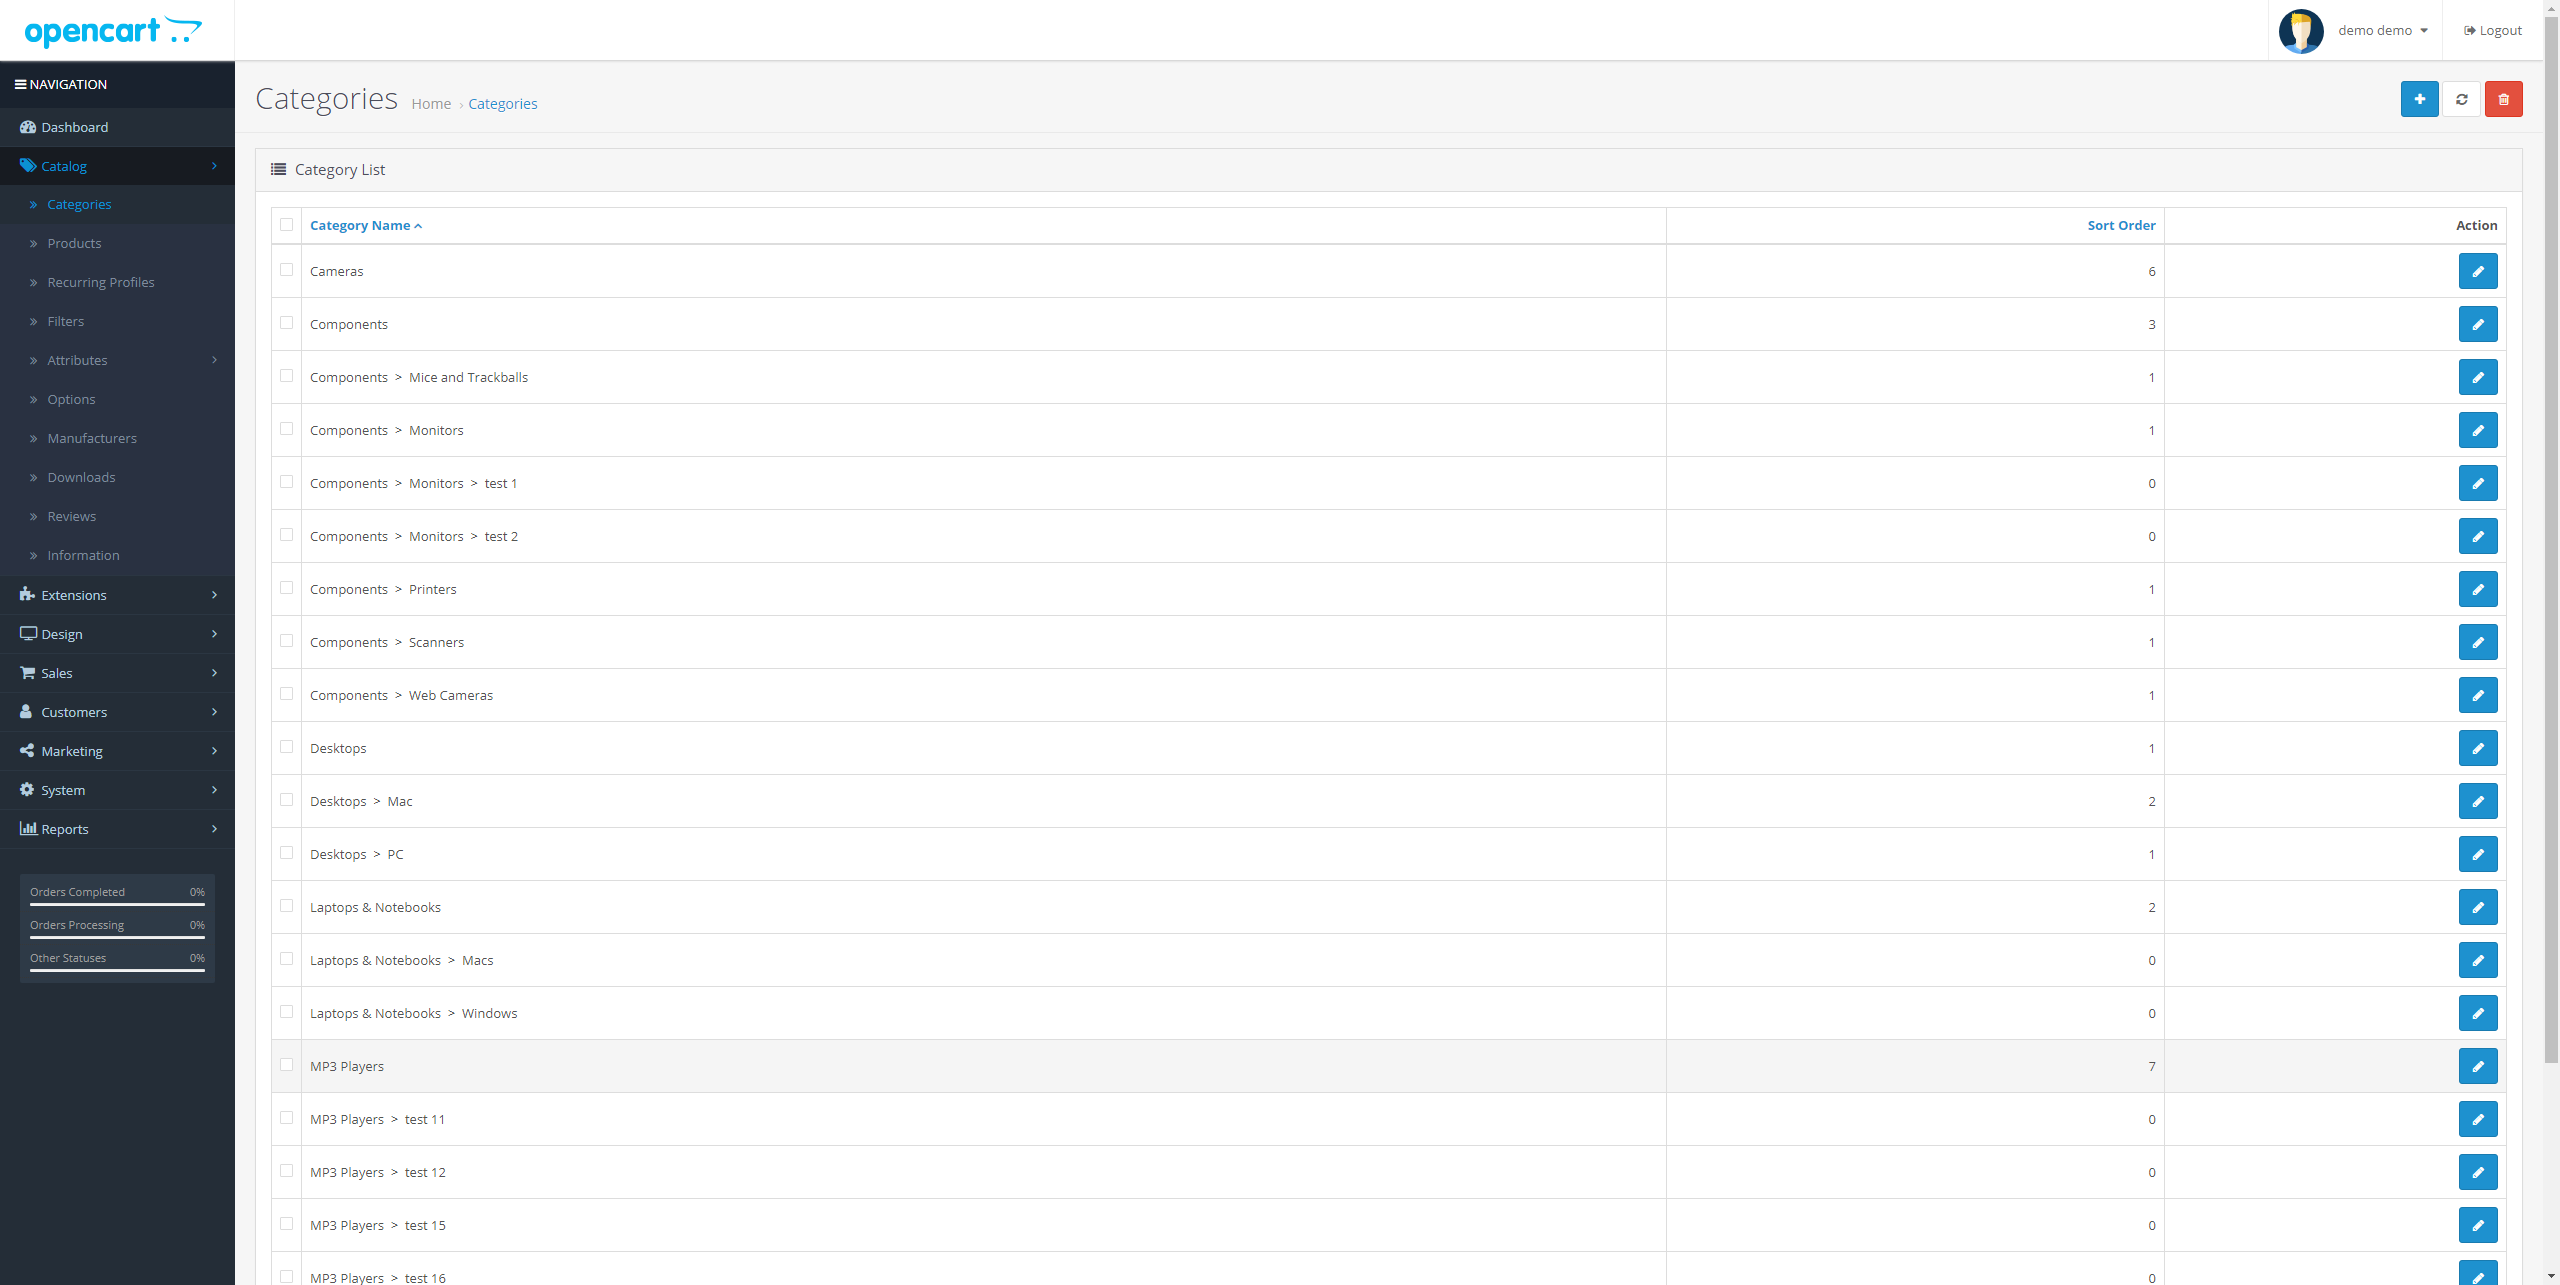 opencart
demo demo
Logout
NAVIGATION
Dashboard
Catalog
Categories
Products
Recurring Profiles
Filters
Attributes
Options
Manufacturers
Downloads
Reviews
Information
Extensions
Design
Sales
Customers
Marketing
System
Reports
Orders Completed 0%
Orders Processing 0%
Other Statuses 0%
Categories Home › Categories
Category List
Category Name Sort Order Action
Cameras 6
Components 3
Components > Mice and Trackballs 1
Components > Monitors 1
Components > Monitors > test 1 0
Components > Monitors > test 2 0
Components > Printers 1
Components > Scanners 1
Components > Web Cameras 1
Desktops 1
Desktops > Mac 2
Desktops > PC 1
Laptops & Notebooks 2
Laptops & Notebooks > Macs 0
Laptops & Notebooks > Windows 0
MP3 Players 7
MP3 Players > test 11 0
MP3 Players > test 12 0
MP3 Players > test 15 0
MP3 Players > test 16 0